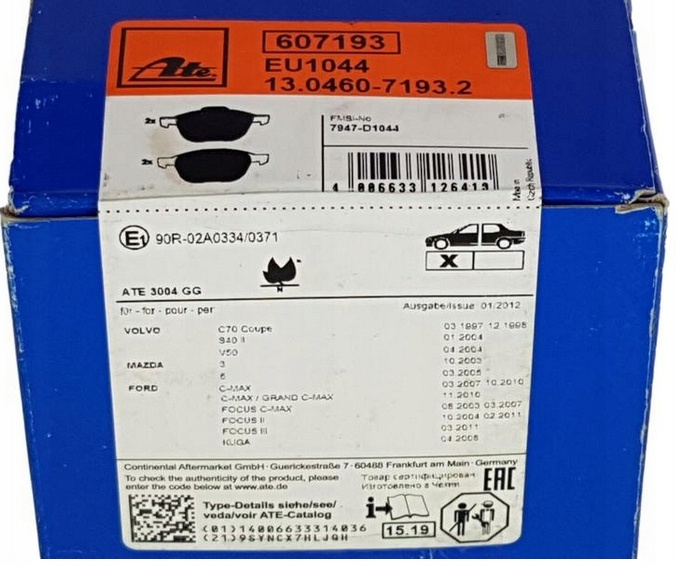 607193
Ate
EU1044
13.0460-7193.2
2x
FMSI-No
7947-D1044
2x
4 006633 126413
Made in
Czech Republic
E1 90R-02A0334/0371
X
N
ATE 3004 GG
für - for - pour - per
Ausgabe/Issue 01/2012
VOLVO C70 Coupe 03.1997 12.1998
S40 II 01.2004
V50 04.2004
MAZDA 3 10.2003
6 03.2005
FORD C-MAX 03.2007 10.2010
C-MAX / GRAND C-MAX 11.2010
FOCUS C-MAX 08.2003 03.2007
FOCUS II 10.2004 02.2011
FOCUS III 03.2011
KUGA 04.2008
Continental Aftermarket GmbH · Guerickestraße 7 · 60488 Frankfurt am Main · Germany
To check the authenticity of the product, please
enter the code below at www.ate.de
Товар сертифицирован
Изготовлено в Чехии
EAC
Type-Details siehe/see/
veda/voir ATE-Catalog
(01)14006633314036
(21)9SYNCX7HLJQH
i
15.19